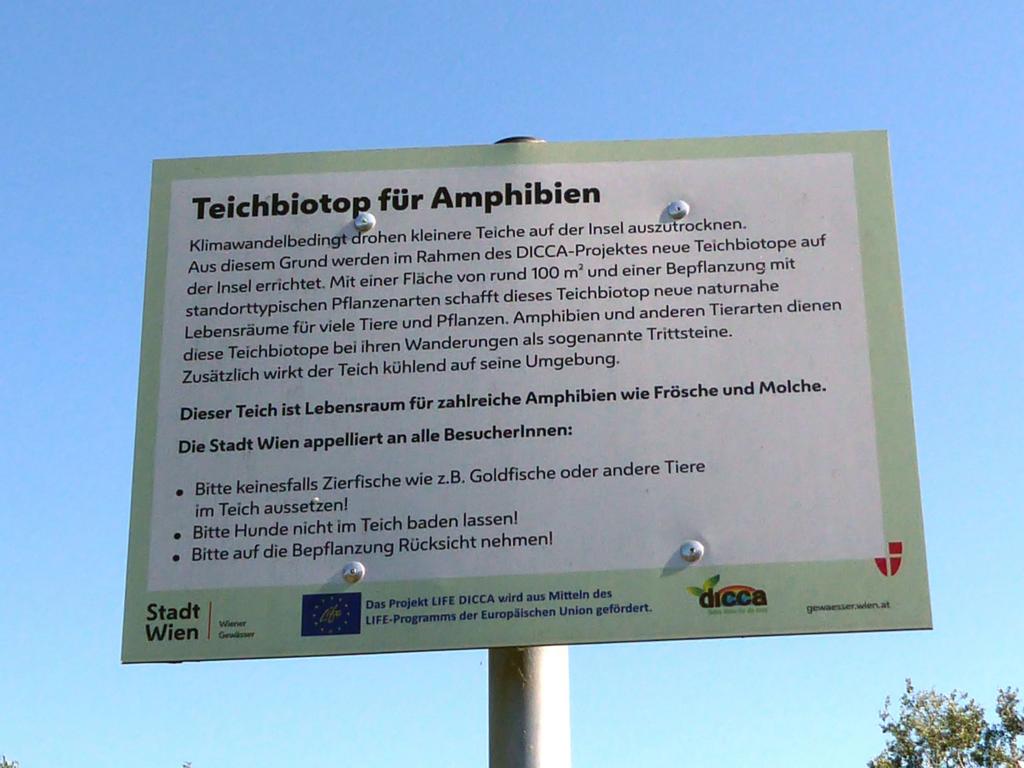 Teichbiotop für Amphibien
Klimawandelbedingt drohen kleinere Teiche auf der Insel auszutrocknen.
Aus diesem Grund werden im Rahmen des DICCA-Projektes neue Teichbiotope auf
der Insel errichtet. Mit einer Fläche von rund 100 m² und einer Bepflanzung mit
standorttypischen Pflanzenarten schafft dieses Teichbiotop neue naturnahe
Lebensräume für viele Tiere und Pflanzen. Amphibien und anderen Tierarten dienen
diese Teichbiotope bei ihren Wanderungen als sogenannte Trittsteine.
Zusätzlich wirkt der Teich kühlend auf seine Umgebung.
Dieser Teich ist Lebensraum für zahlreiche Amphibien wie Frösche und Molche.
Die Stadt Wien appelliert an alle BesucherInnen:
• Bitte keinesfalls Zierfische wie z.B. Goldfische oder andere Tiere
im Teich aussetzen!
• Bitte Hunde nicht im Teich baden lassen!
• Bitte auf die Bepflanzung Rücksicht nehmen!
Stadt
Wien
Wiener
Gewässer
Life
Das Projekt LIFE DICCA wird aus Mitteln des
LIFE-Programms der Europäischen Union gefördert.
dicca
gewaesser.wien.at